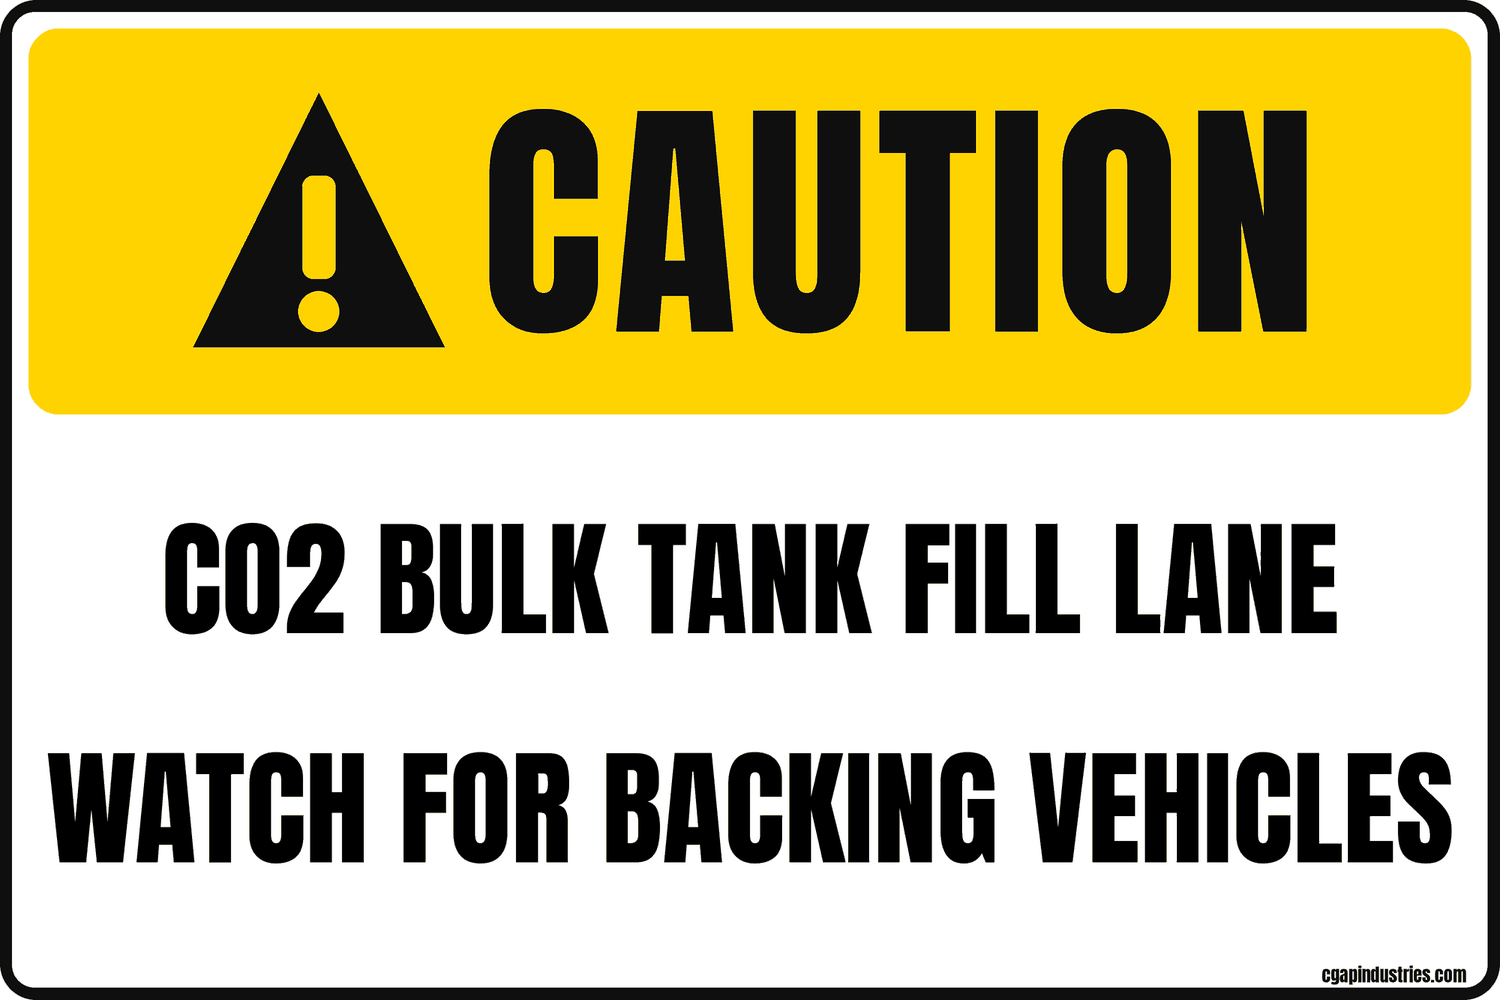 CAUTION
CO2 BULK TANK FILL LANE
WATCH FOR BACKING VEHICLES
cgapindustries.com